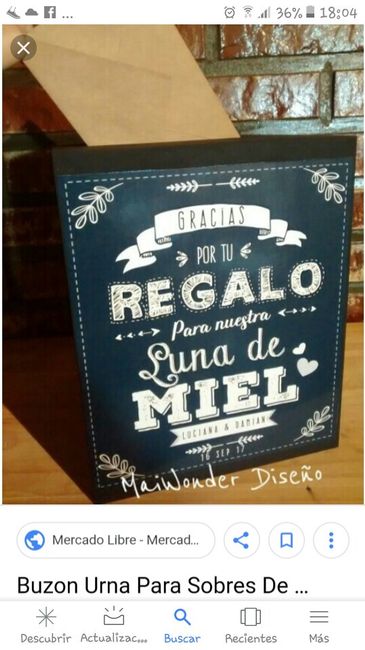 36% 18:04
GRACIAS
POR TU
REGALO
Para nuestra
Luna de
MIEL
LUCIANA & DAMIAN
16 SEP 17
MaiWonder Diseño
Mercado Libre - Mercad...
Buzon Urna Para Sobres De ...
Descubrir Actualizac... Buscar Recientes Más